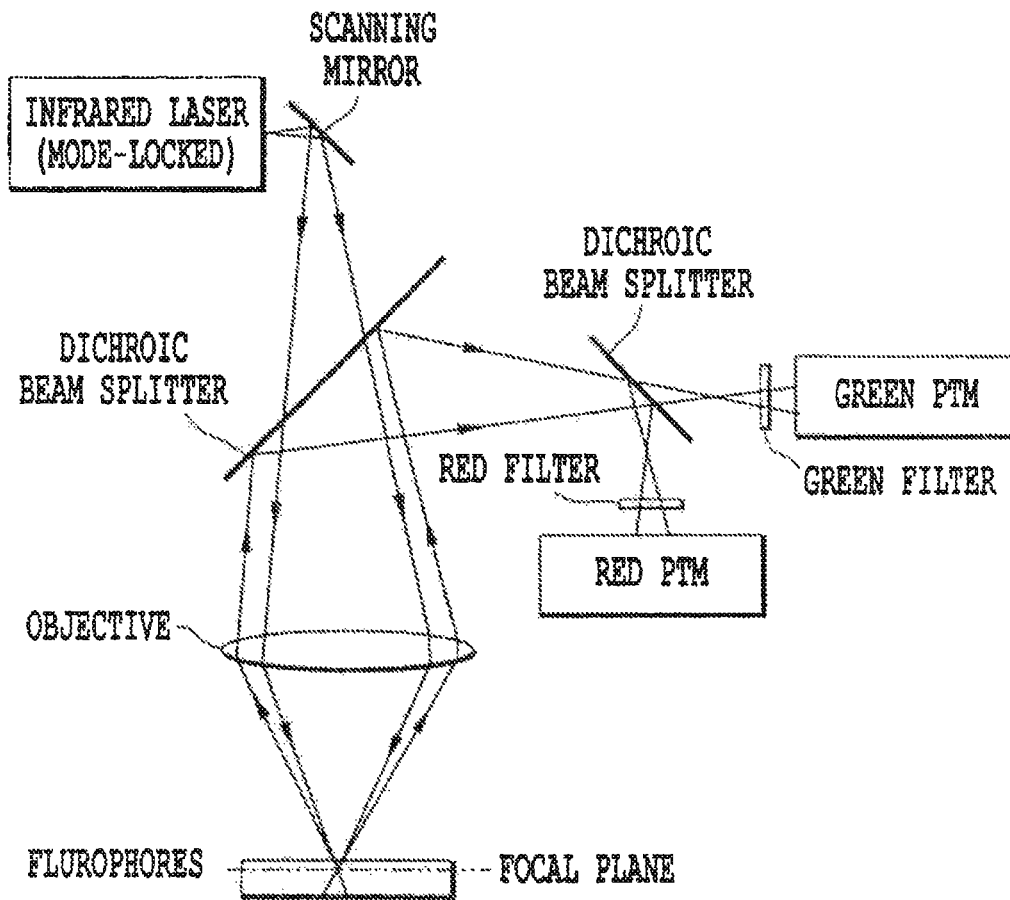 SCANNING
MIRROR
INFRARED LASER
(MODE-LOCKED)
DICHROIC
BEAM SPLITTER
DICHROIC
BEAM SPLITTER
GREEN PTM
RED FILTER
GREEN FILTER
RED PTM
OBJECTIVE
FLUROPHORES
FOCAL PLANE